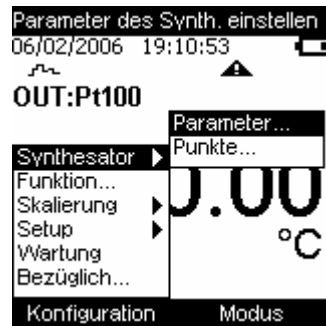 Parameter des Synth. einstellen
06/02/2006 19:10:53
OUT:Pt100
Parameter...
Punkte...
Synthesator
Funktion...
Skalierung
Setup
Wartung
Bezüglich...
°C
Konfiguration Modus